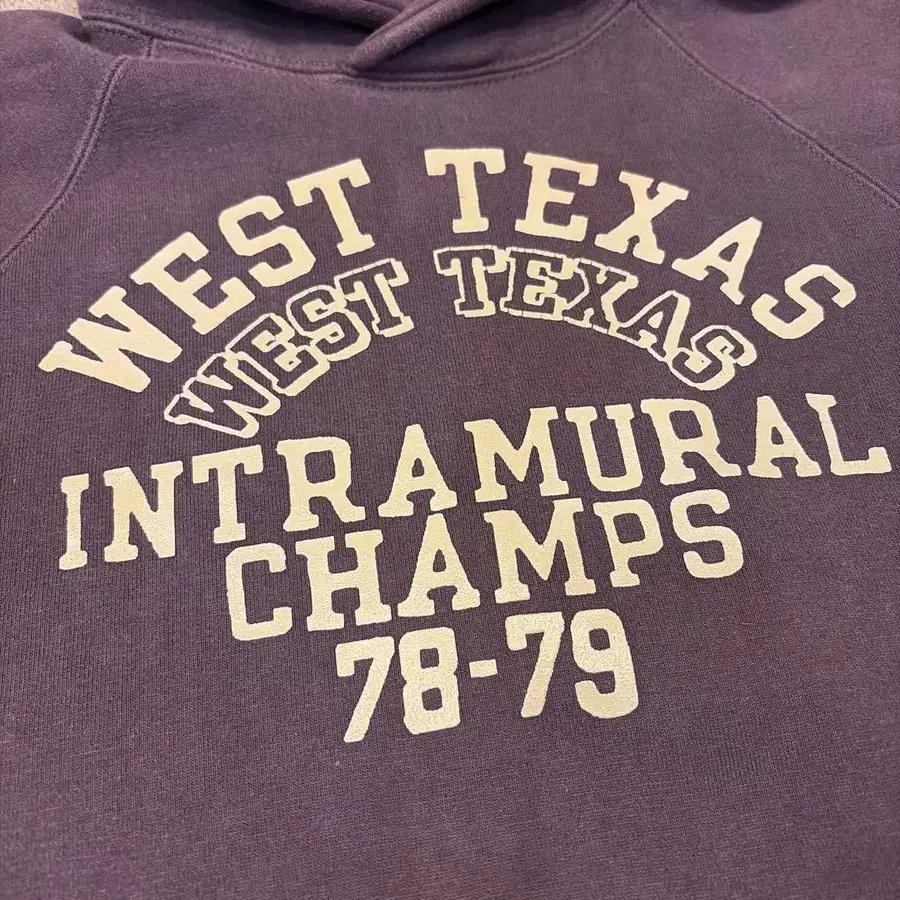 WEST TEXAS
WEST TEXAS
INTRAMURAL
CHAMPS
78-79